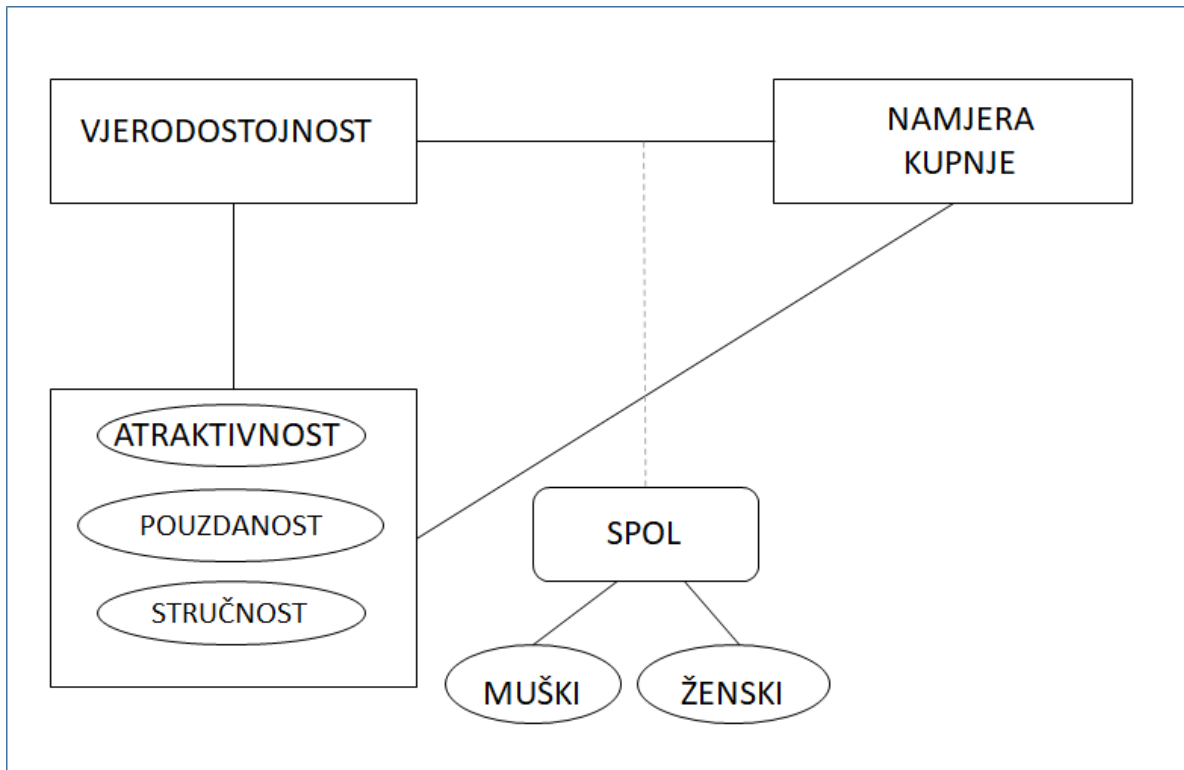 VJERODOSTOJNOST
NAMJERA
KUPNJE
ATRAKTIVNOST
POUZDANOST
STRUČNOST
SPOL
MUŠKI
ŽENSKI